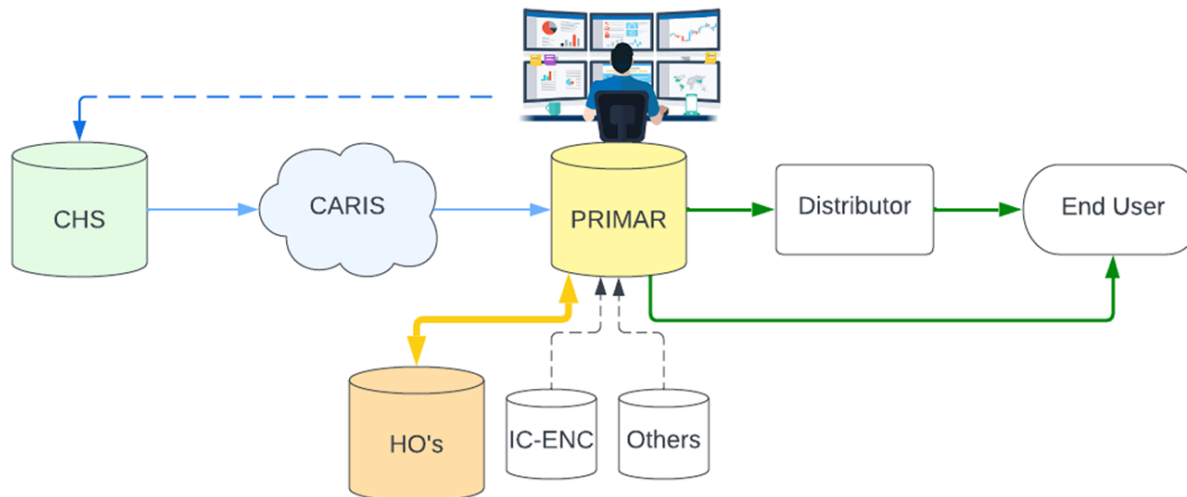 CHS
CARIS
PRIMAR
Distributor
End User
HO's
IC-ENC
Others